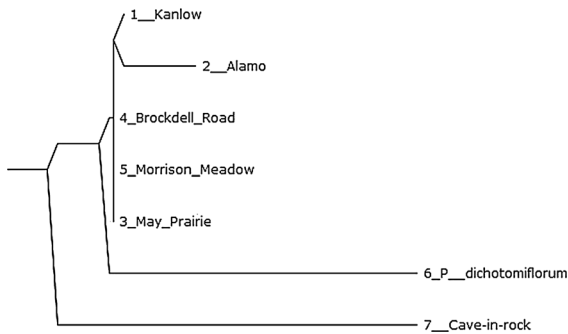 1__Kanlow
2__Alamo
4_Brockdell_Road
5_Morrison_Meadow
3_May_Prairie
6_P__dichotomiflorum
7__Cave-in-rock